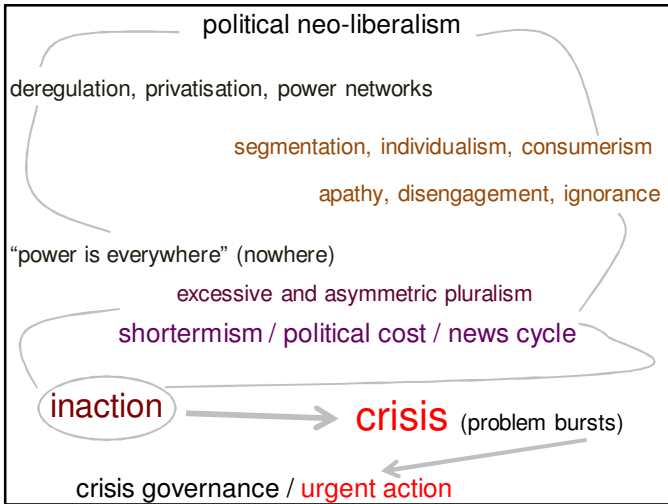 political neo-liberalism
deregulation, privatisation, power networks
segmentation, individualism, consumerism
apathy, disengagement, ignorance
“power is everywhere” (nowhere)
excessive and asymmetric pluralism
shortermism / political cost / news cycle
inaction
crisis (problem bursts)
crisis governance / urgent action